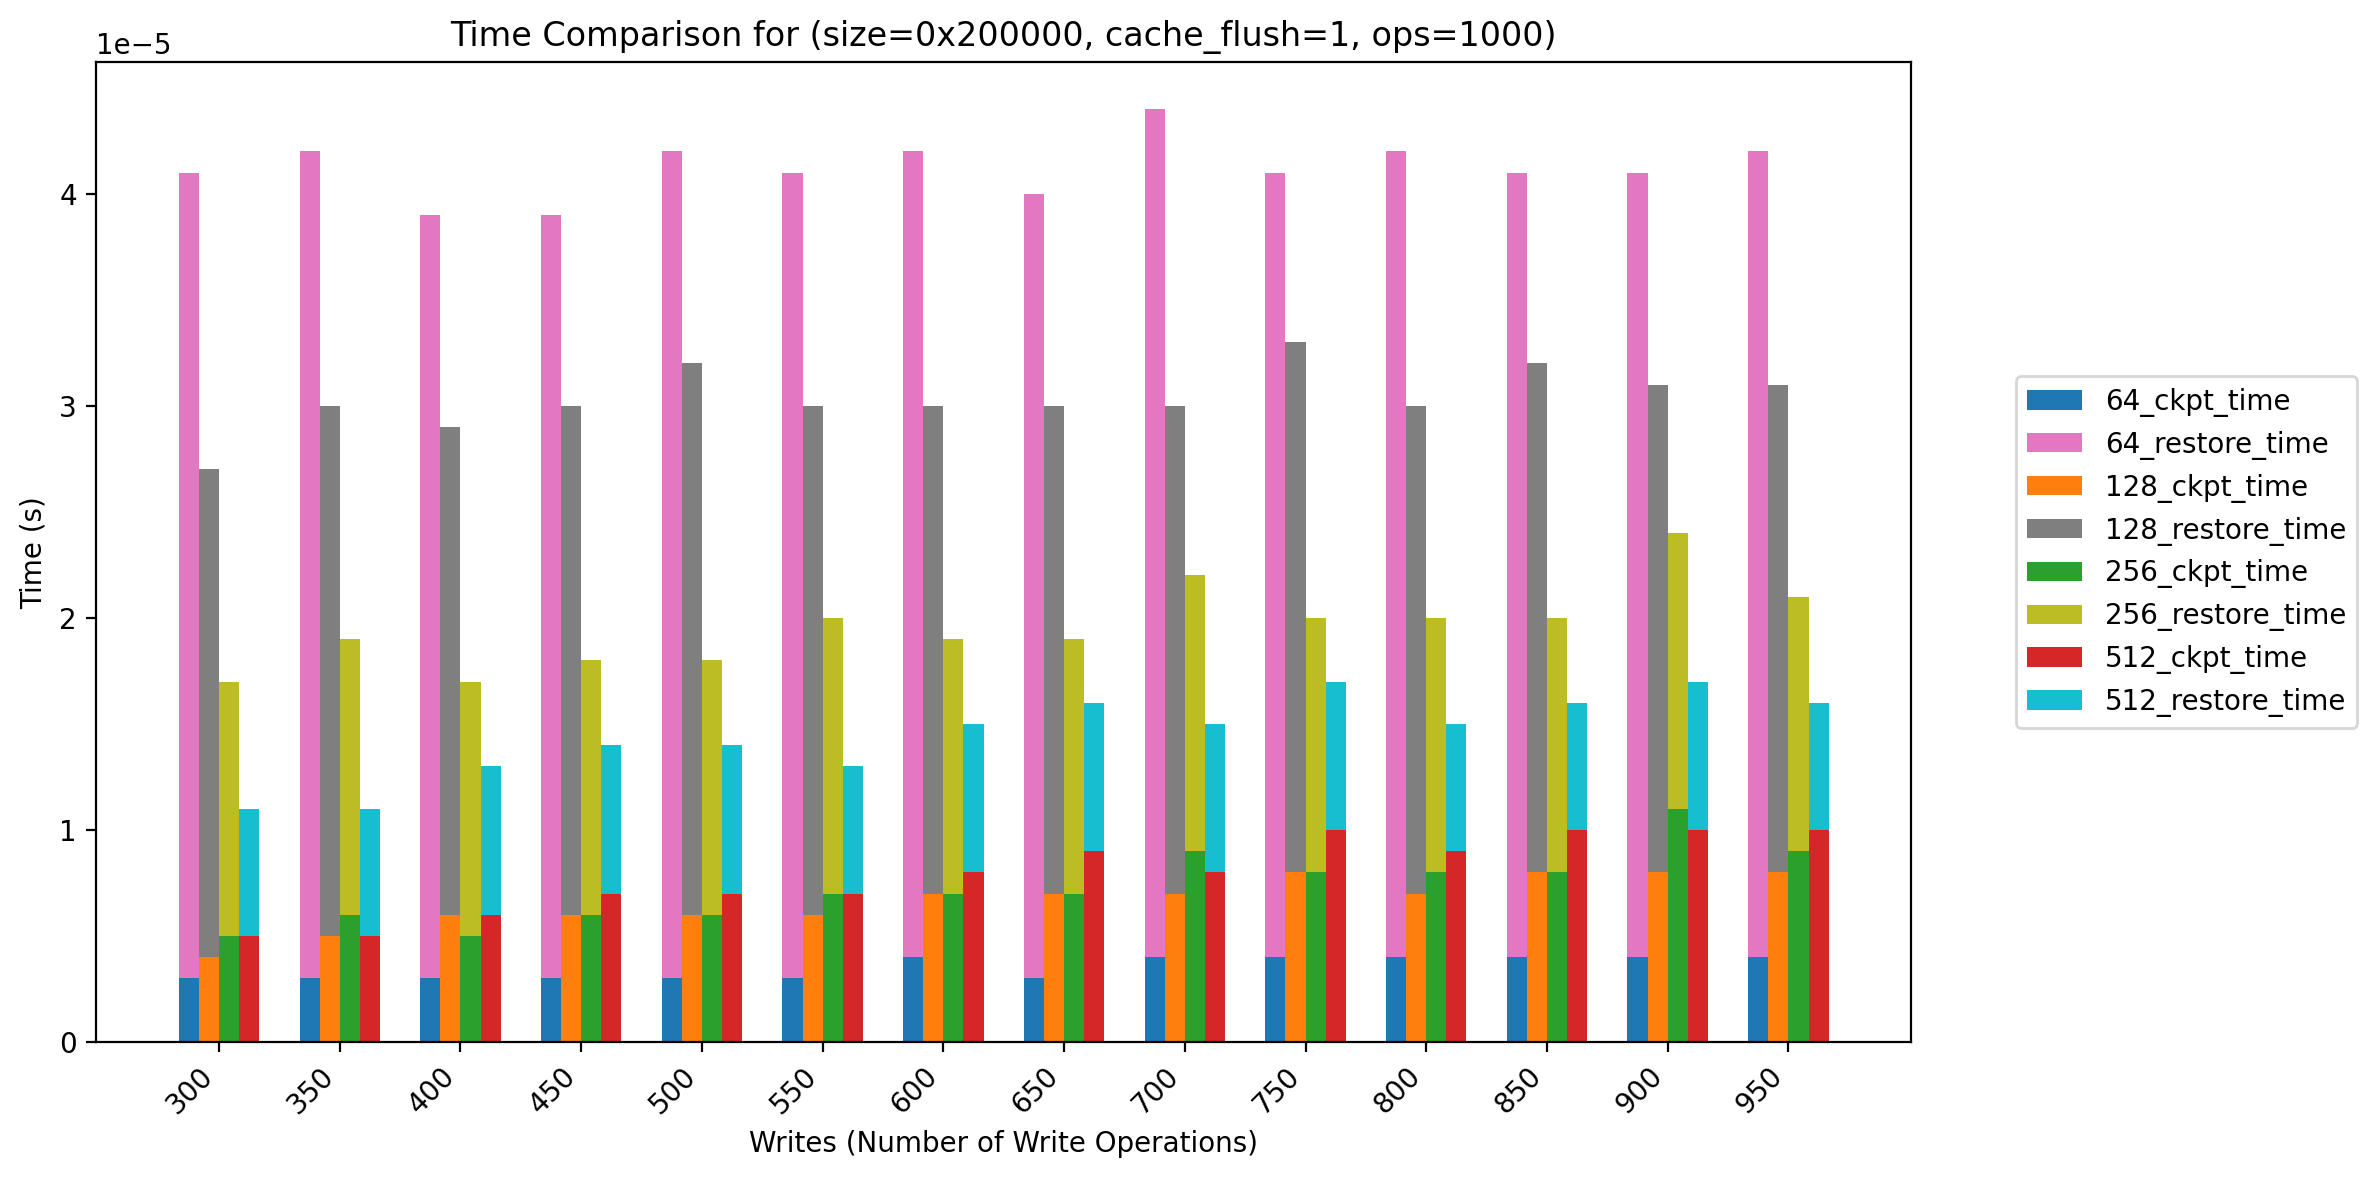 Time Comparison for (size=0x200000, cache_flush=1, ops=1000)
1e−5
4
3
2
1
0
Time (s)
300 350 400 450 500 550 600 650 700 750 800 850 900 950
Writes (Number of Write Operations)
64_ckpt_time
64_restore_time
128_ckpt_time
128_restore_time
256_ckpt_time
256_restore_time
512_ckpt_time
512_restore_time